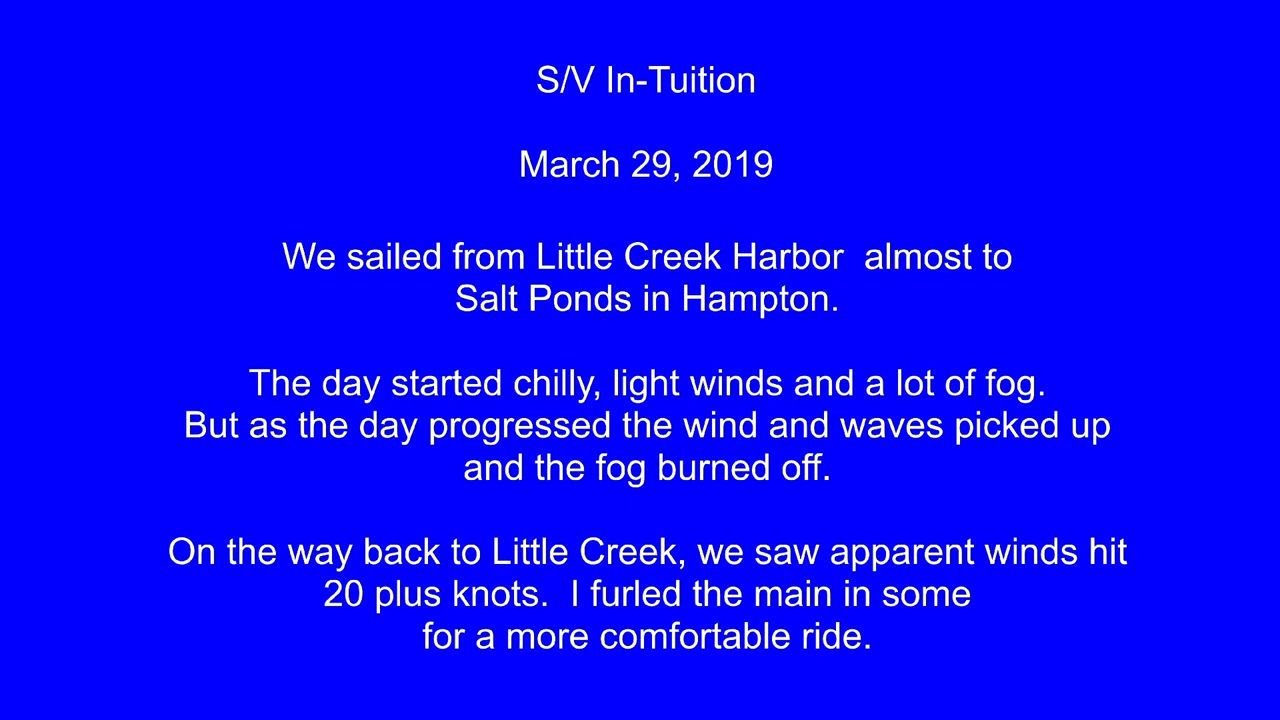 S/V In-Tuition
March 29, 2019
We sailed from Little Creek Harbor  almost to
Salt Ponds in Hampton.
The day started chilly, light winds and a lot of fog.
But as the day progressed the wind and waves picked up
and the fog burned off.
On the way back to Little Creek, we saw apparent winds hit
20 plus knots.  I furled the main in some
for a more comfortable ride.